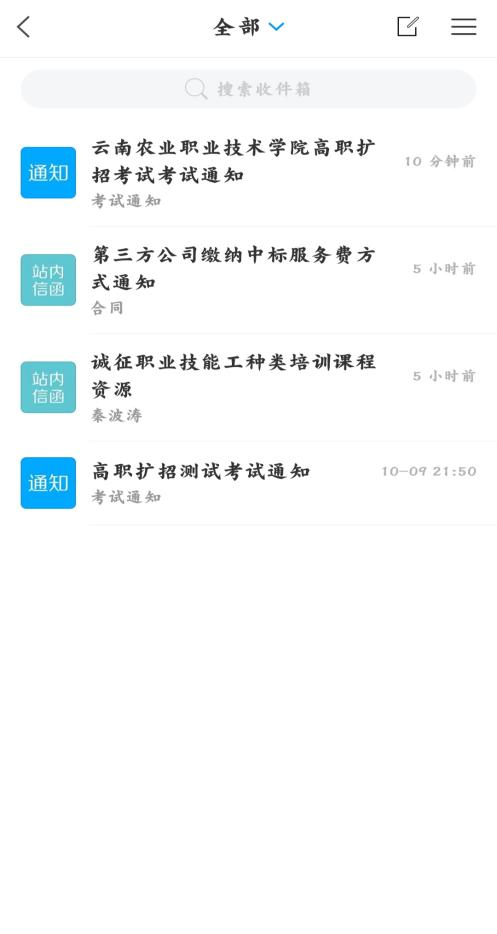 全部
搜索收件箱
通知
云南农业职业技术学院高职扩
招考试考试通知
考试通知
10 分钟前
站内
信函
第三方公司缴纳中标服务费方
式通知
合同
5 小时前
站内
信函
诚征职业技能工种类培训课程
资源
秦波涛
5 小时前
通知
高职扩招测试考试通知
考试通知
10-09 21:50